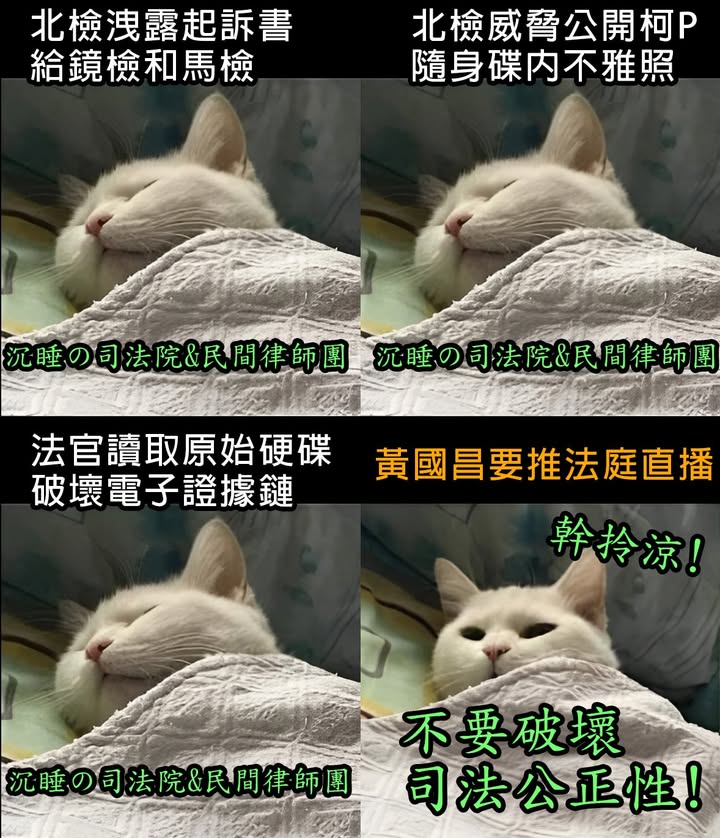 北檢洩露起訴書
給鏡檢和馬檢
沉睡の司法院&民間律師團
北檢威脅公開柯P
隨身碟內不雅照
沉睡の司法院&民間律師團
法官讀取原始硬碟
破壞電子證據鏈
沉睡の司法院&民間律師團
黃國昌要推法庭直播
幹拎涼!
不要破壞
司法公正性!